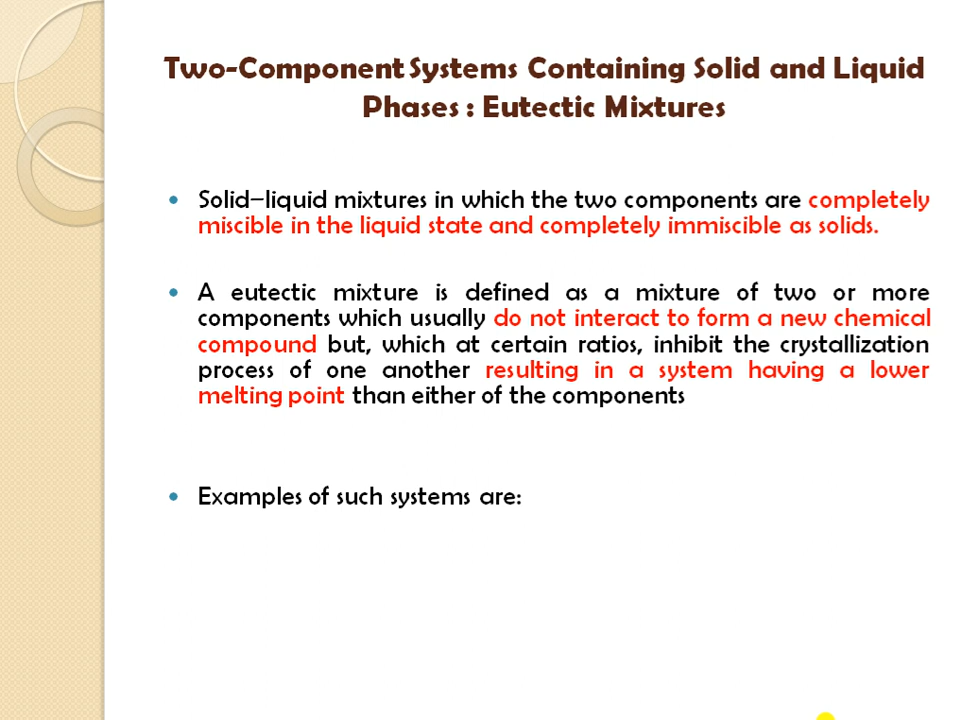 Two-Component Systems Containing Solid and Liquid
Phases : Eutectic Mixtures
• Solid–liquid mixtures in which the two components are completely
miscible in the liquid state and completely immiscible as solids.
• A eutectic mixture is defined as a mixture of two or more
components which usually do not interact to form a new chemical
compound but, which at certain ratios, inhibit the crystallization
process of one another resulting in a system having a lower
melting point than either of the components
• Examples of such systems are: